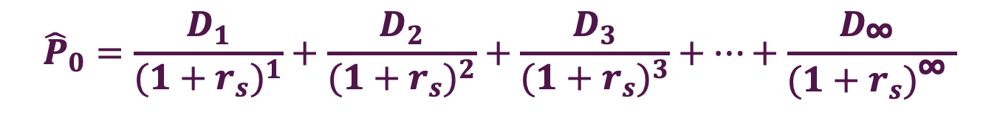 P̂₀ = D₁/(1 + rₛ)¹ + D₂/(1 + rₛ)² + D₃/(1 + rₛ)³ + ⋯ + D∞/(1 + rₛ)^∞